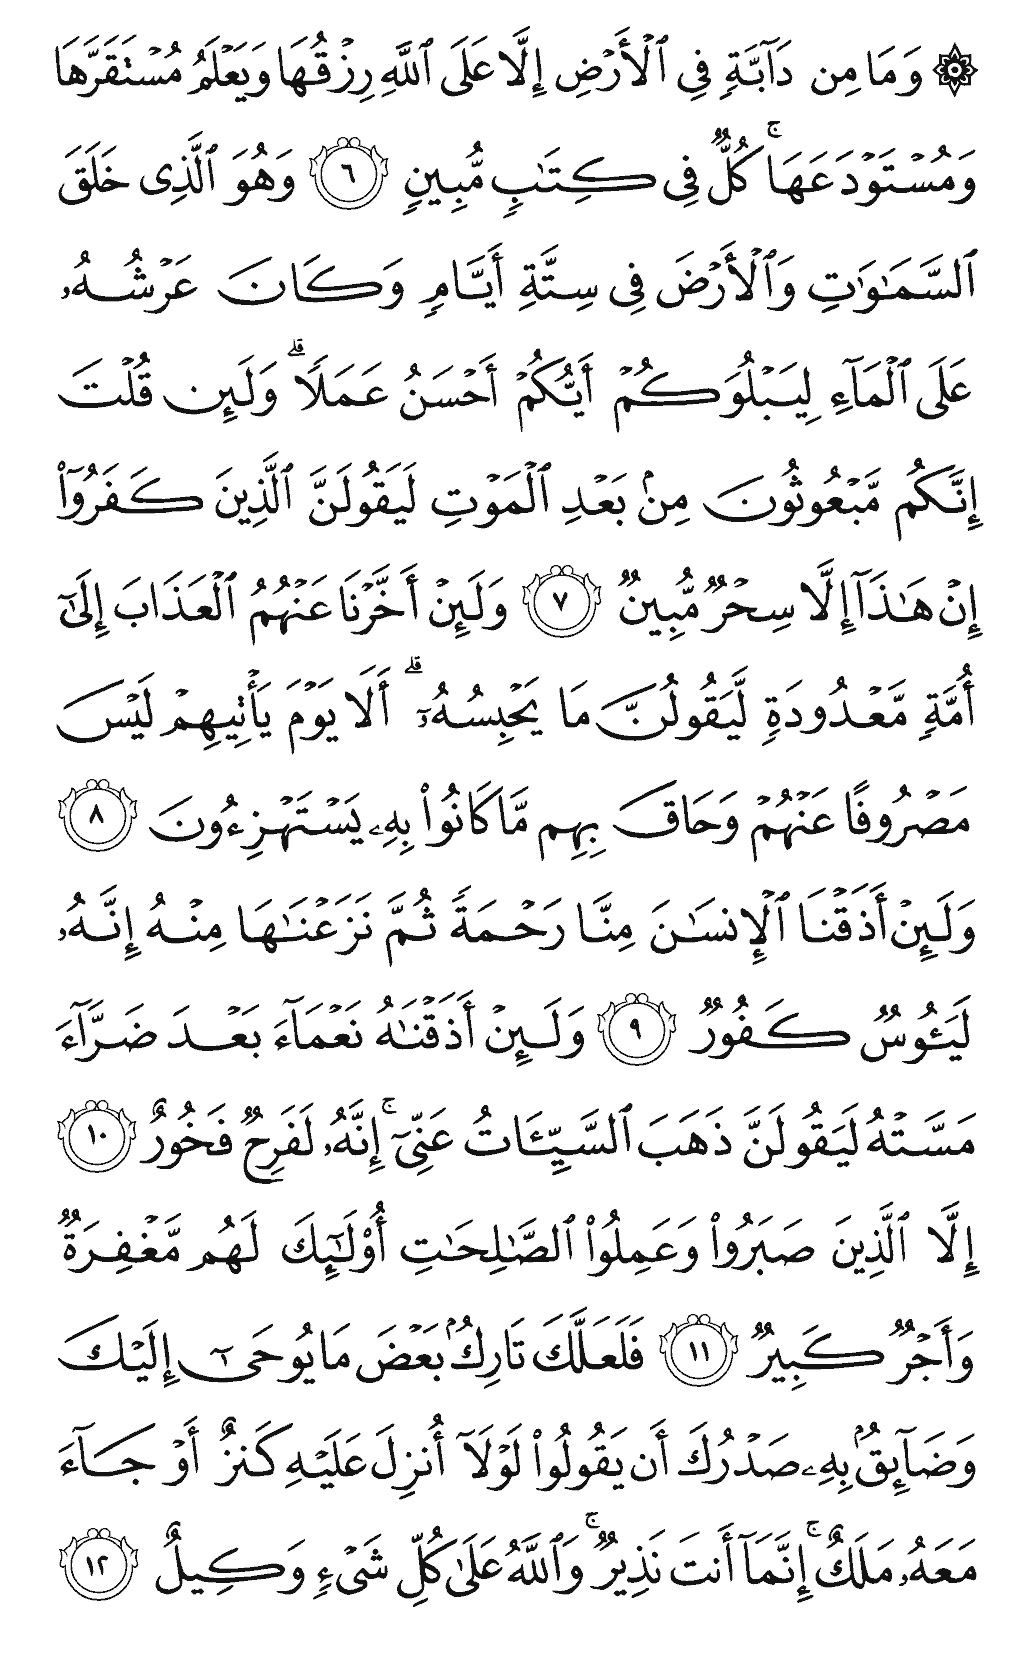 ۞ وَمَا مِن دَآبَّةٍ فِي ٱلْأَرْضِ إِلَّا عَلَى ٱللَّهِ رِزْقُهَا وَيَعْلَمُ مُسْتَقَرَّهَا
وَمُسْتَوْدَعَهَا ۚ كُلٌّ فِي كِتَٰبٍ مُّبِينٍ ٦ وَهُوَ ٱلَّذِي خَلَقَ
ٱلسَّمَٰوَٰتِ وَٱلْأَرْضَ فِي سِتَّةِ أَيَّامٍ وَكَانَ عَرْشُهُۥ
عَلَى ٱلْمَآءِ لِيَبْلُوَكُمْ أَيُّكُمْ أَحْسَنُ عَمَلًا ۗ وَلَئِن قُلْتَ
إِنَّكُم مَّبْعُوثُونَ مِنۢ بَعْدِ ٱلْمَوْتِ لَيَقُولَنَّ ٱلَّذِينَ كَفَرُوٓا۟
إِنْ هَٰذَآ إِلَّا سِحْرٌ مُّبِينٌ ٧ وَلَئِنْ أَخَّرْنَا عَنْهُمُ ٱلْعَذَابَ إِلَىٰٓ
أُمَّةٍ مَّعْدُودَةٍ لَّيَقُولُنَّ مَا يَحْبِسُهُۥٓ ۗ أَلَا يَوْمَ يَأْتِيهِمْ لَيْسَ
مَصْرُوفًا عَنْهُمْ وَحَاقَ بِهِم مَّا كَانُوا۟ بِهِۦ يَسْتَهْزِءُونَ ٨
وَلَئِنْ أَذَقْنَا ٱلْإِنسَٰنَ مِنَّا رَحْمَةً ثُمَّ نَزَعْنَٰهَا مِنْهُ إِنَّهُۥ
لَيَـُٔوسٌ كَفُورٌ ٩ وَلَئِنْ أَذَقْنَٰهُ نَعْمَآءَ بَعْدَ ضَرَّآءَ
مَسَّتْهُ لَيَقُولَنَّ ذَهَبَ ٱلسَّيِّـَٔاتُ عَنِّيٓ ۚ إِنَّهُۥ لَفَرِحٌ فَخُورٌ ١٠
إِلَّا ٱلَّذِينَ صَبَرُوا۟ وَعَمِلُوا۟ ٱلصَّٰلِحَٰتِ أُو۟لَٰٓئِكَ لَهُم مَّغْفِرَةٌ
وَأَجْرٌ كَبِيرٌ ١١ فَلَعَلَّكَ تَارِكٌۢ بَعْضَ مَا يُوحَىٰٓ إِلَيْكَ
وَضَآئِقٌۢ بِهِۦ صَدْرُكَ أَن يَقُولُوا۟ لَوْلَآ أُنزِلَ عَلَيْهِ كَنزٌ أَوْ جَآءَ
مَعَهُۥ مَلَكٌ ۚ إِنَّمَآ أَنتَ نَذِيرٌ ۚ وَٱللَّهُ عَلَىٰ كُلِّ شَيْءٍ وَكِيلٌ ١٢